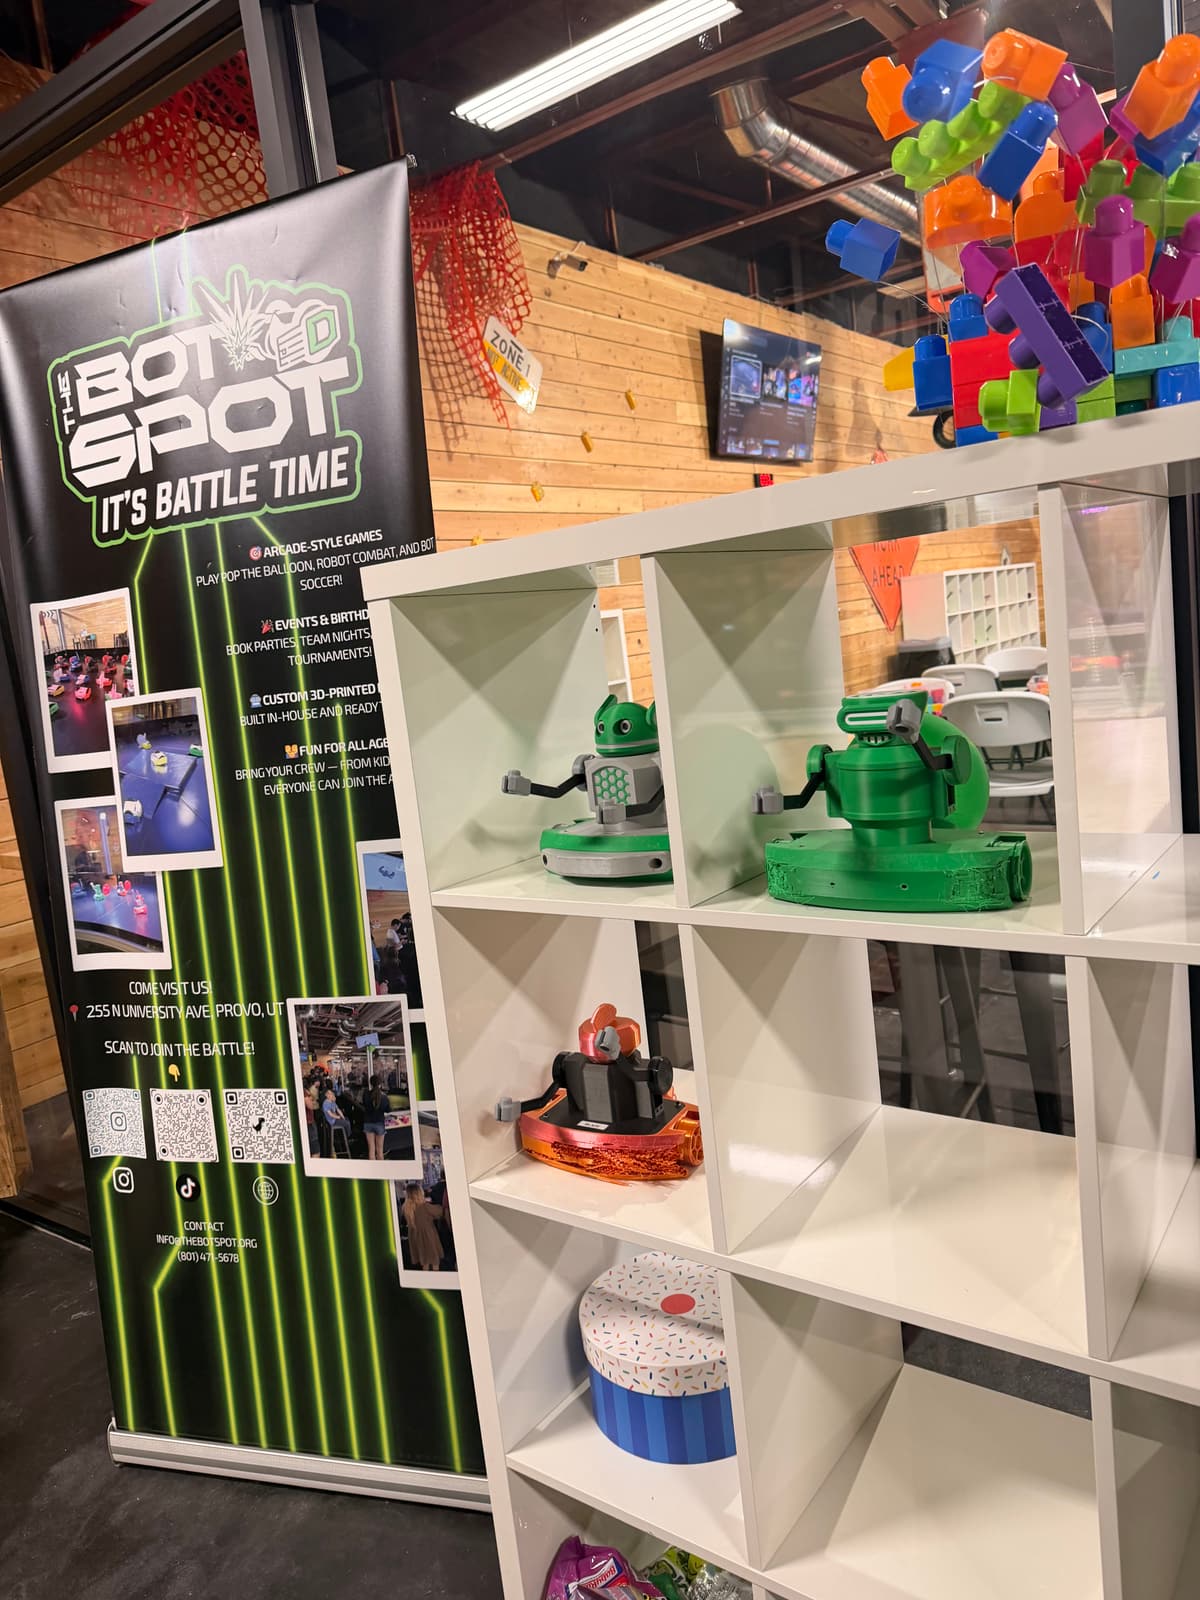 THE
BOT
SPOT
IT'S BATTLE TIME
🎯 ARCADE-STYLE GAMES
PLAY POP THE BALLOON, ROBOT COMBAT, AND BOT
SOCCER!
🎉 EVENTS & BIRTHD
BOOK PARTIES, TEAM NIGHTS,
TOURNAMENTS!
CUSTOM 3D-PRINTED
BUILT IN-HOUSE AND READY
FUN FOR ALL AGE
BRING YOUR CREW — FROM KID
EVERYONE CAN JOIN THE
COME VISIT US!
📍 255 N UNIVERSITY AVE, PROVO, UT
SCAN TO JOIN THE BATTLE!
👇
CONTACT
INFO@THEBOTSPOT.ORG
(801) 471-5678
ZONE 1
AHEAD